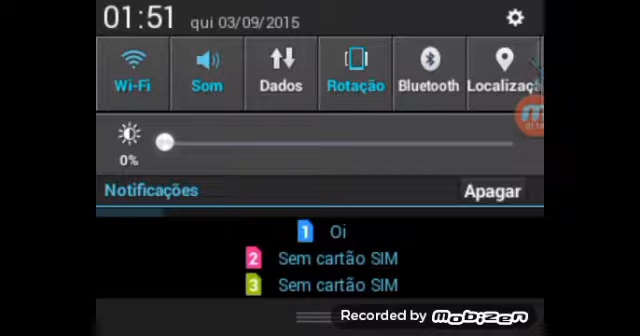 01:51 qui 03/09/2015
Wi-Fi Som Dados Rotação Bluetooth Localizaç
0%
Notificações Apagar
1 Oi
2 Sem cartão SIM
3 Sem cartão SIM
Recorded by mobizen